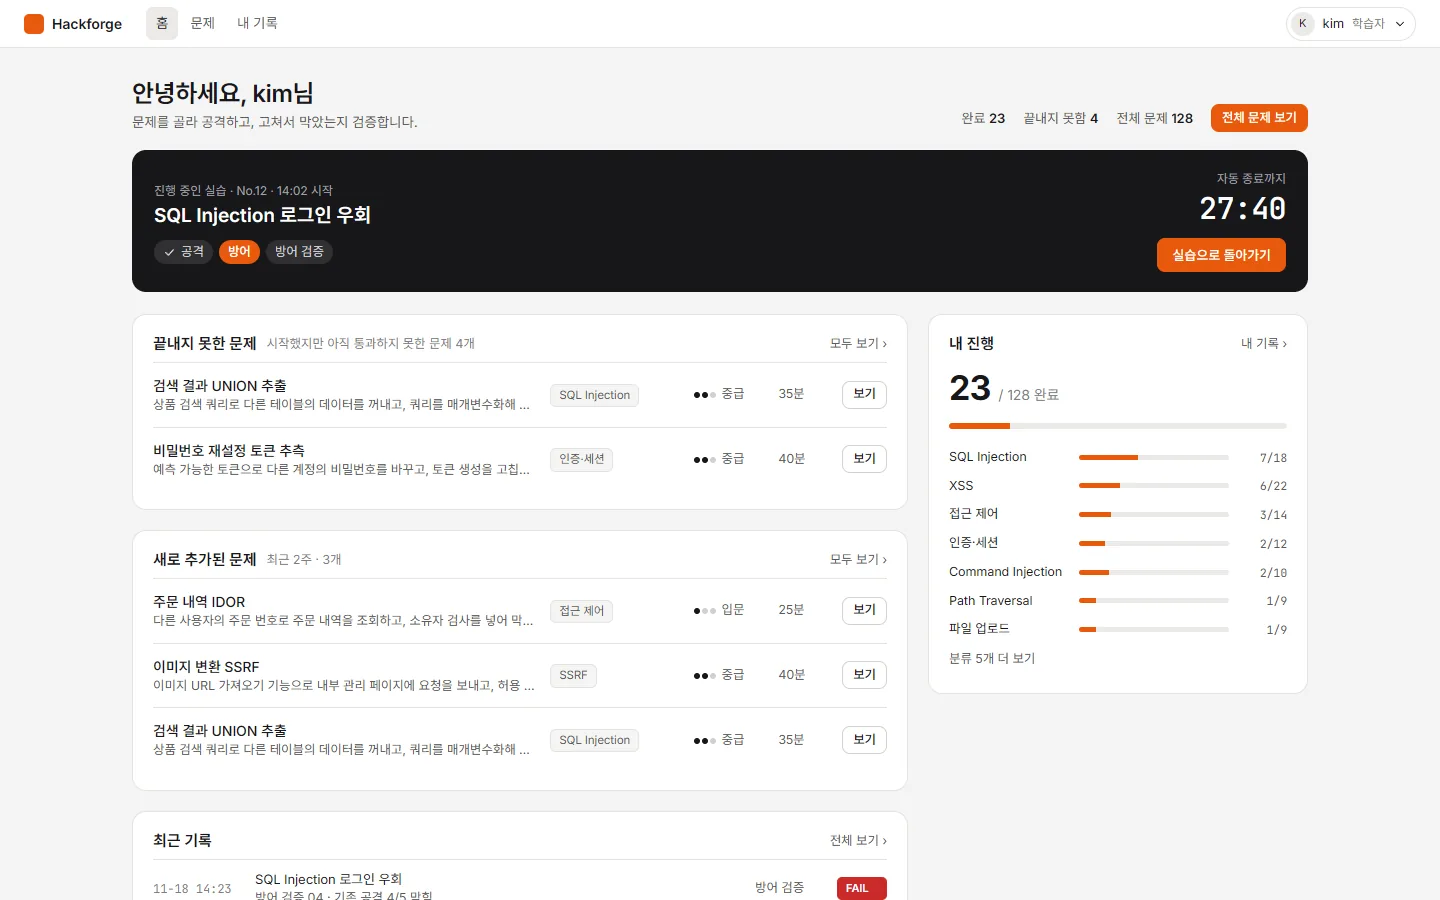 Hackforge 홈 문제 내 기록 K kim 학습자
안녕하세요, kim님
문제를 골라 공격하고, 고쳐서 막았는지 검증합니다.
완료 23 끝내지 못함 4 전체 문제 128 전체 문제 보기
진행 중인 실습 · No.12 · 14:02 시작
SQL Injection 로그인 우회
공격 방어 방어 검증
자동 종료까지
27:40
실습으로 돌아가기
끝내지 못한 문제 시작했지만 아직 통과하지 못한 문제 4개 모두 보기 ›
검색 결과 UNION 추출
상품 검색 쿼리로 다른 테이블의 데이터를 꺼내고, 쿼리를 매개변수화해 ...
SQL Injection 중급 35분 보기
비밀번호 재설정 토큰 추측
예측 가능한 토큰으로 다른 계정의 비밀번호를 바꾸고, 토큰 생성을 고칩...
인증·세션 중급 40분 보기
새로 추가된 문제 최근 2주 · 3개 모두 보기 ›
주문 내역 IDOR
다른 사용자의 주문 번호로 주문 내역을 조회하고, 소유자 검사를 넣어 막...
접근 제어 입문 25분 보기
이미지 변환 SSRF
이미지 URL 가져오기 기능으로 내부 관리 페이지에 요청을 보내고, 허용 ...
SSRF 중급 40분 보기
검색 결과 UNION 추출
상품 검색 쿼리로 다른 테이블의 데이터를 꺼내고, 쿼리를 매개변수화해 ...
SQL Injection 중급 35분 보기
최근 기록 전체 보기 ›
11-18 14:23 SQL Injection 로그인 우회
방어 검증 04 · 기존 공격 4/5 막힘
방어 검증 FAIL
내 진행 내 기록 ›
23 / 128 완료
SQL Injection 7/18
XSS 6/22
접근 제어 3/14
인증·세션 2/12
Command Injection 2/10
Path Traversal 1/9
파일 업로드 1/9
분류 5개 더 보기